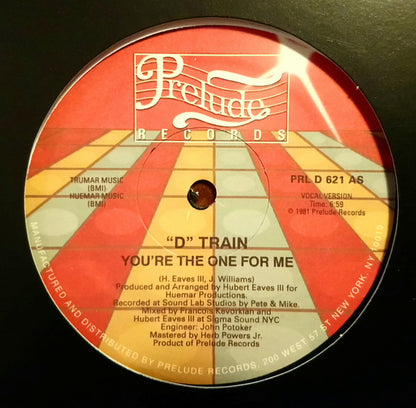 Prelude
RECORDS
TRUMAR MUSIC
(BMI)
HUEMAR MUSIC
(BMI)
PRL D 621 AS
VOCAL VERSION
Time: 6:59
℗ 1981 Prelude Records
"D" TRAIN
YOU'RE THE ONE FOR ME
(H. Eaves III, J. Williams)
Produced and Arranged by Hubert Eaves III for
Huemar Productions.
Recorded at Sound Lab Studios by Pete & Mike.
Mixed by Francois Kevorkian and
Hubert Eaves III at Sigma Sound NYC
Engineer: John Potoker
Mastered by Herb Powers Jr.
Product of Prelude Records
MANUFACTURED AND DISTRIBUTED BY PRELUDE RECORDS, 200 WEST 57 ST NEW YORK, NY 10019